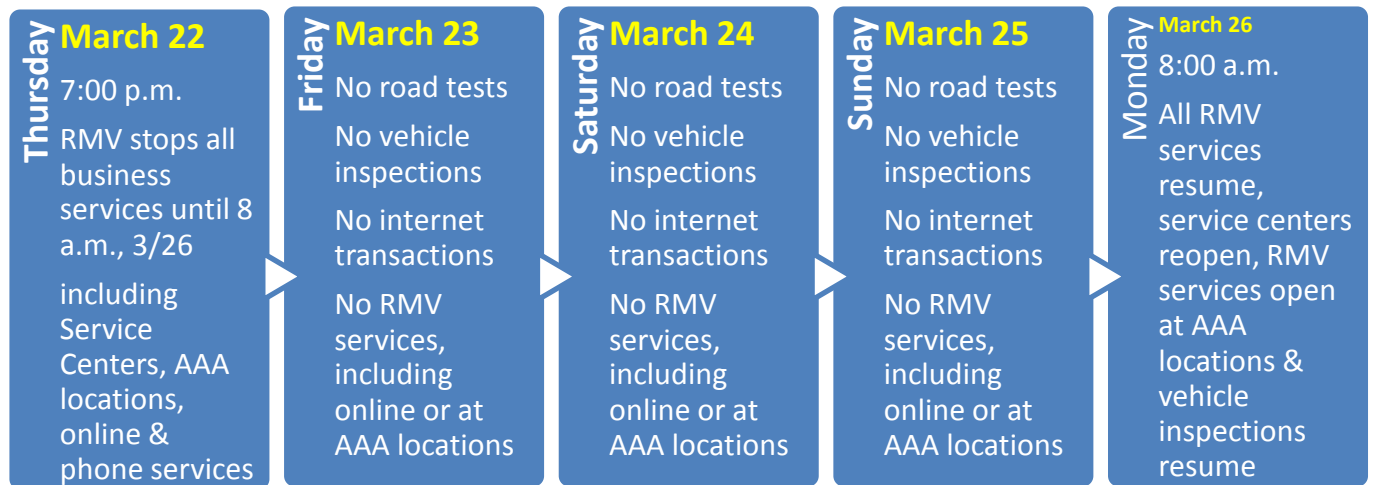 Thursday
March 22
7:00 p.m.
RMV stops all
business
services until 8
a.m., 3/26
including
Service
Centers, AAA
locations,
online &
phone services
Friday
March 23
No road tests
No vehicle
inspections
No internet
transactions
No RMV
services,
including
online or at
AAA locations
Saturday
March 24
No road tests
No vehicle
inspections
No internet
transactions
No RMV
services,
including
online or at
AAA locations
Sunday
March 25
No road tests
No vehicle
inspections
No internet
transactions
No RMV
services,
including
online or at
AAA locations
Monday
March 26
8:00 a.m.
All RMV
services
resume,
service centers
reopen, RMV
services open
at AAA
locations &
vehicle
inspections
resume